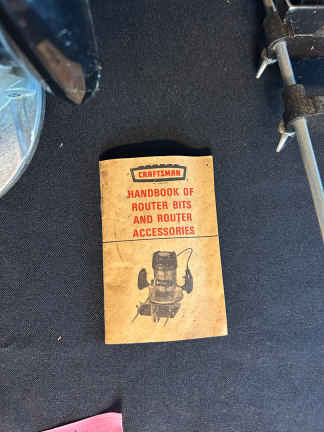 CRAFTSMAN
HANDBOOK OF
ROUTER BITS
AND ROUTER
ACCESSORIES